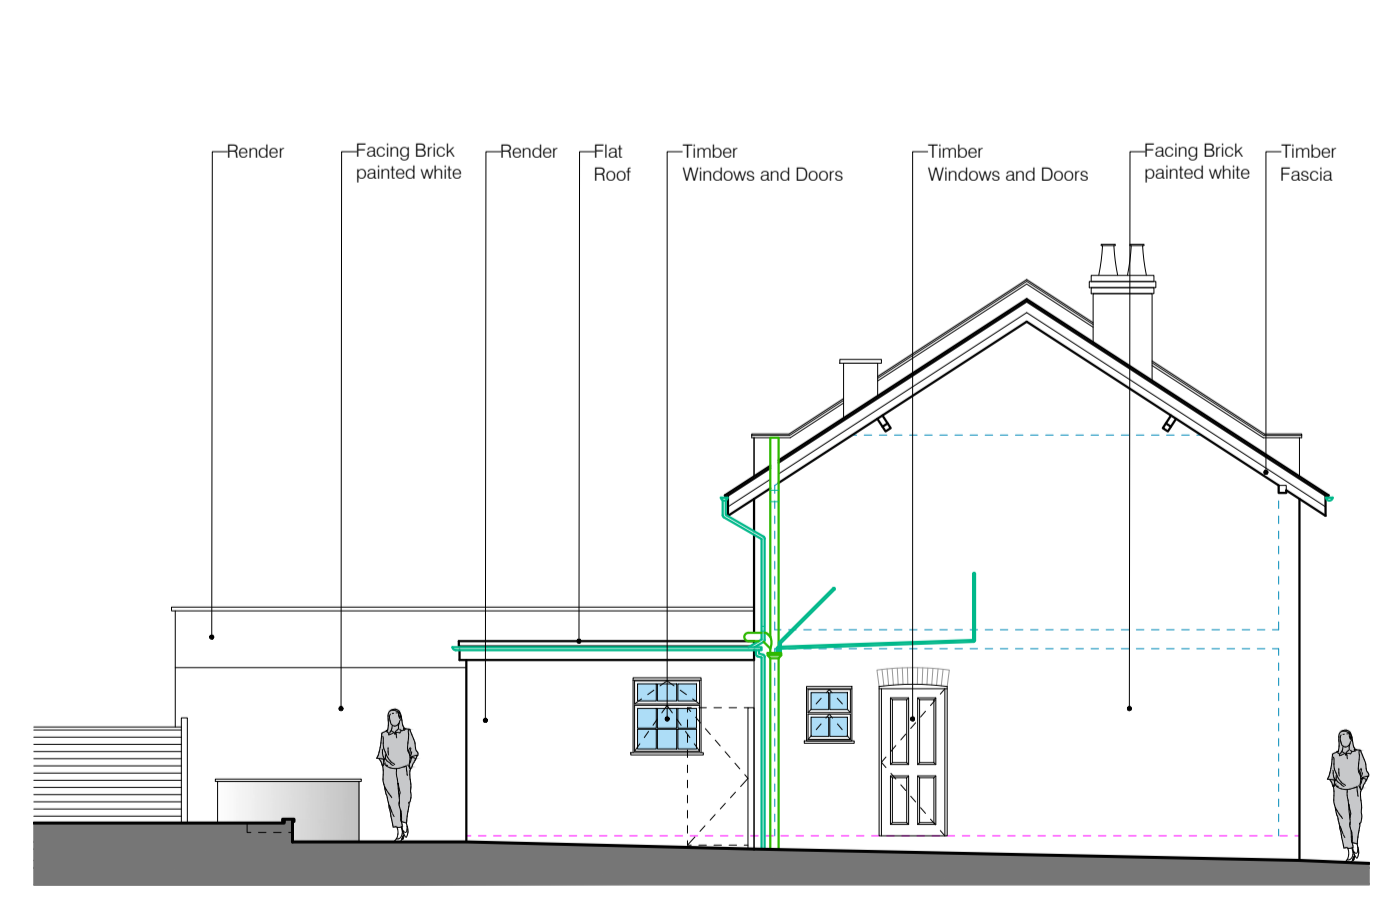 Render
Facing Brick
painted white
Render
Flat
Roof
Timber
Windows and Doors
Timber
Windows and Doors
Facing Brick
painted white
Timber
Fascia